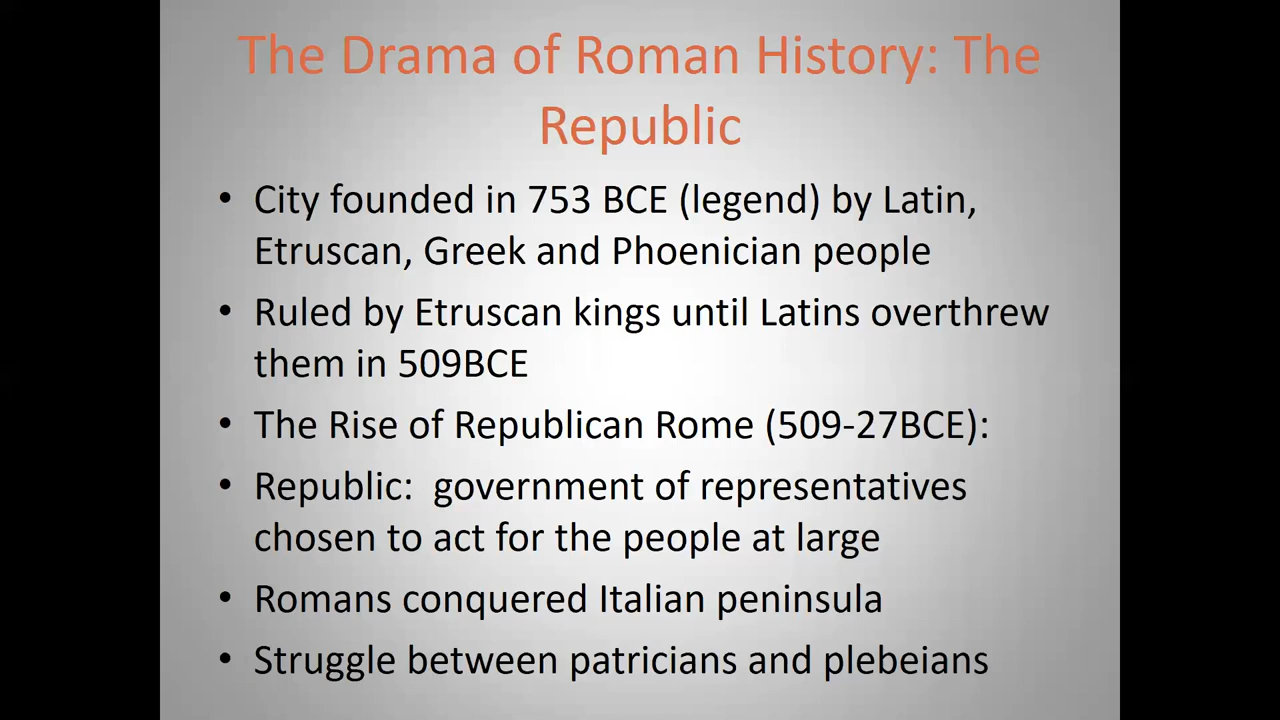 The Drama of Roman History: The
Republic
• City founded in 753 BCE (legend) by Latin,
Etruscan, Greek and Phoenician people
• Ruled by Etruscan kings until Latins overthrew
them in 509BCE
• The Rise of Republican Rome (509-27BCE):
• Republic:  government of representatives
chosen to act for the people at large
• Romans conquered Italian peninsula
• Struggle between patricians and plebeians